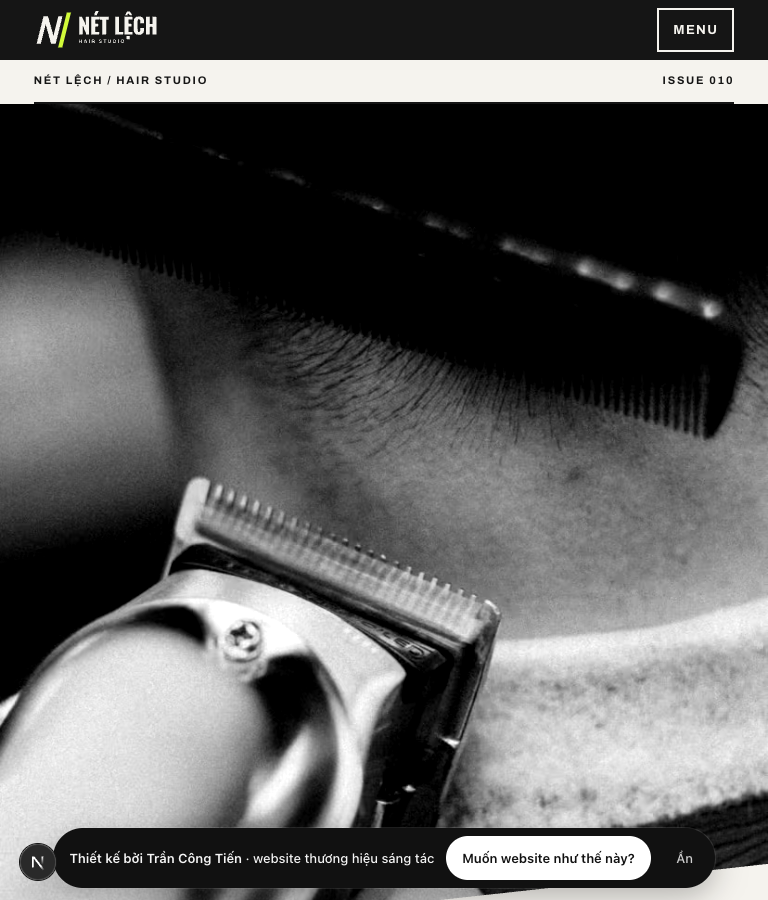 NÉT LỆCH
HAIR STUDIO
MENU
NÉT LỆCH / HAIR STUDIO
ISSUE 010
Thiết kế bởi Trần Công Tiến · website thương hiệu sáng tác
Muốn website như thế này?
Ẩn